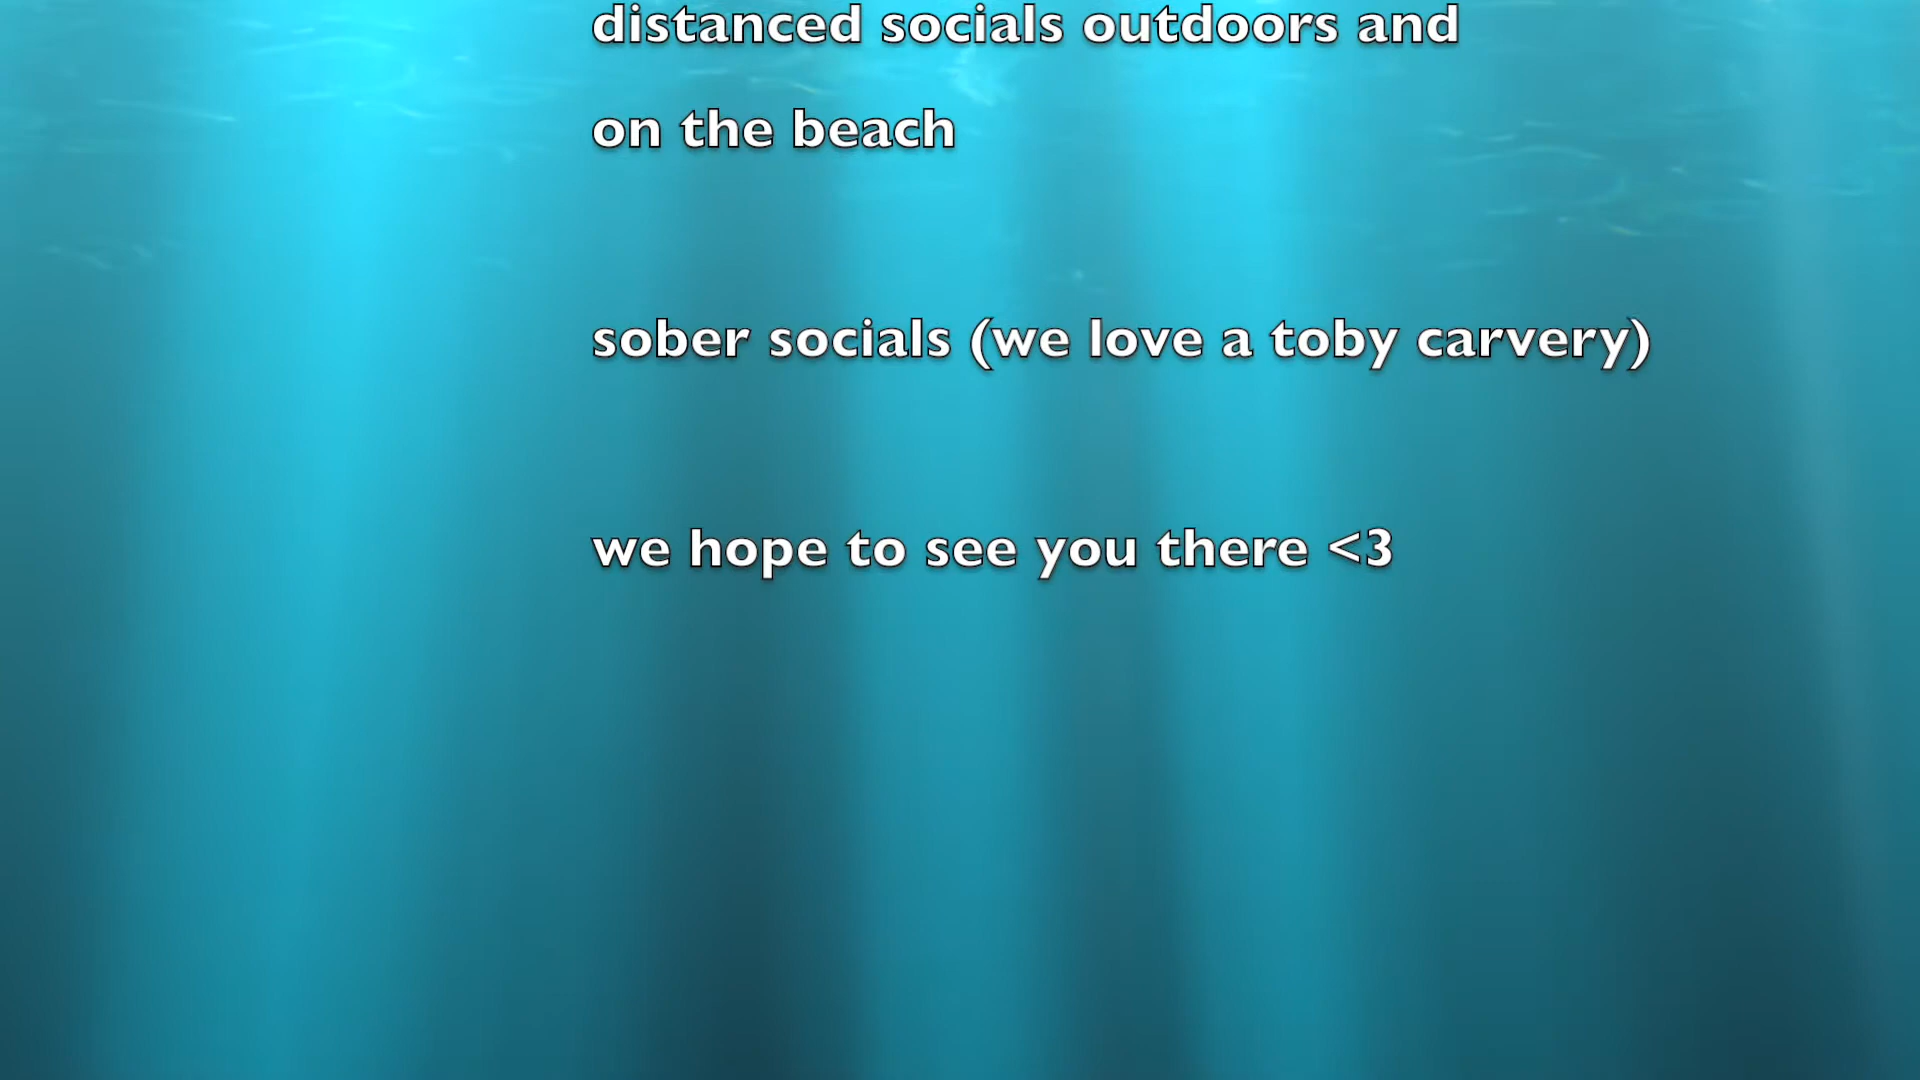 distanced socials outdoors and
on the beach
sober socials (we love a toby carvery)
we hope to see you there <3